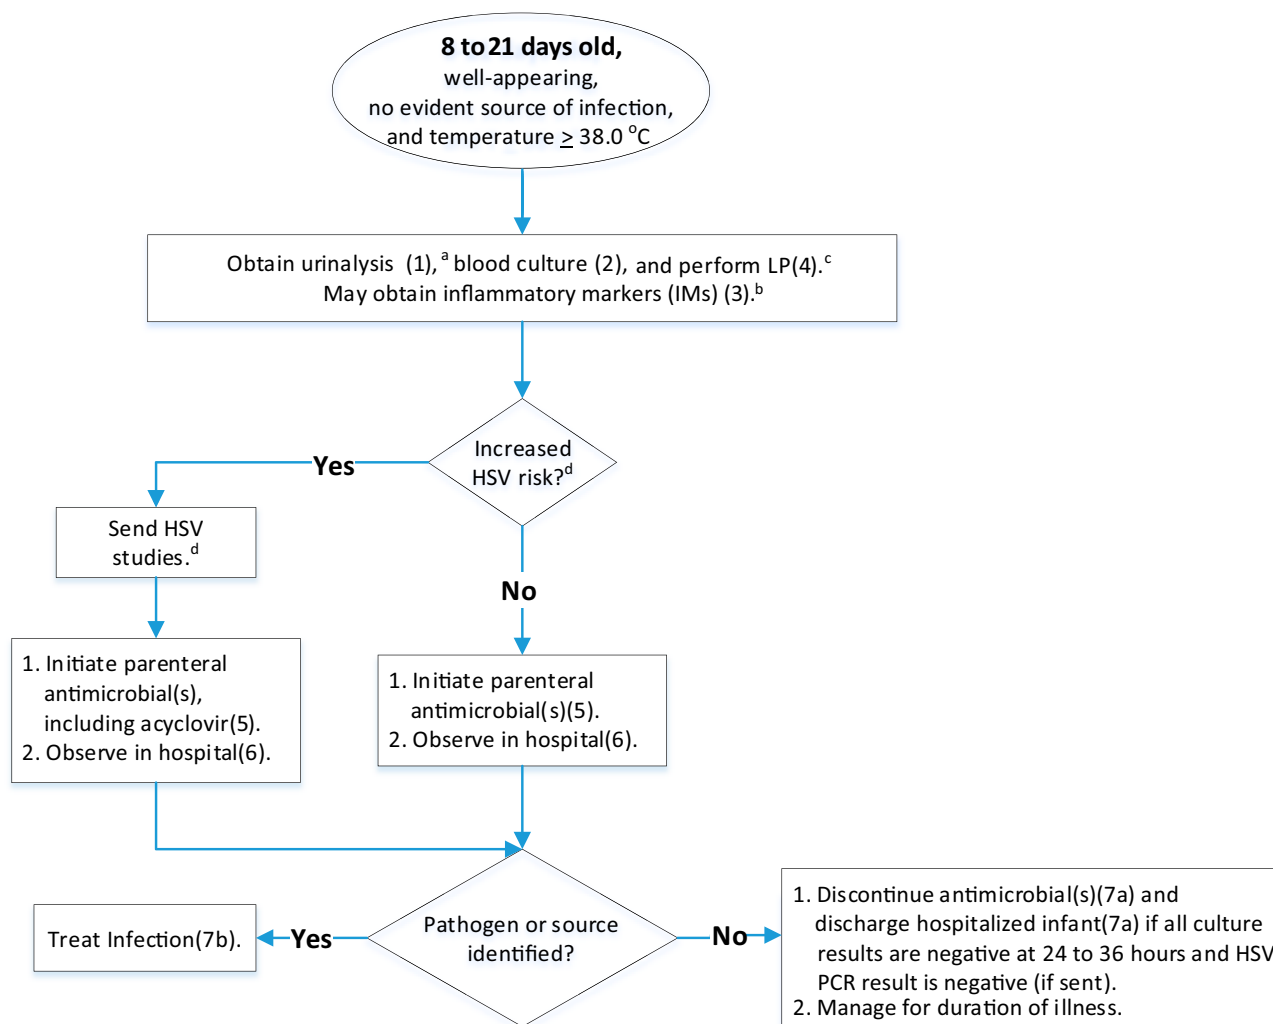 8 to 21 days old,
well-appearing,
no evident source of infection,
and temperature ≥ 38.0 °C
Obtain urinalysis (1),ᵃ blood culture (2), and perform LP(4).ᶜ
May obtain inflammatory markers (IMs) (3).ᵇ
Increased
HSV risk?ᵈ
Yes
Send HSV
studies.ᵈ
No
1. Initiate parenteral
antimicrobial(s),
including acyclovir(5).
2. Observe in hospital(6).
1. Initiate parenteral
antimicrobial(s)(5).
2. Observe in hospital(6).
Pathogen or source
identified?
Yes
Treat Infection(7b).
No
1. Discontinue antimicrobial(s)(7a) and
discharge hospitalized infant(7a) if all culture
results are negative at 24 to 36 hours and HSV
PCR result is negative (if sent).
2. Manage for duration of illness.